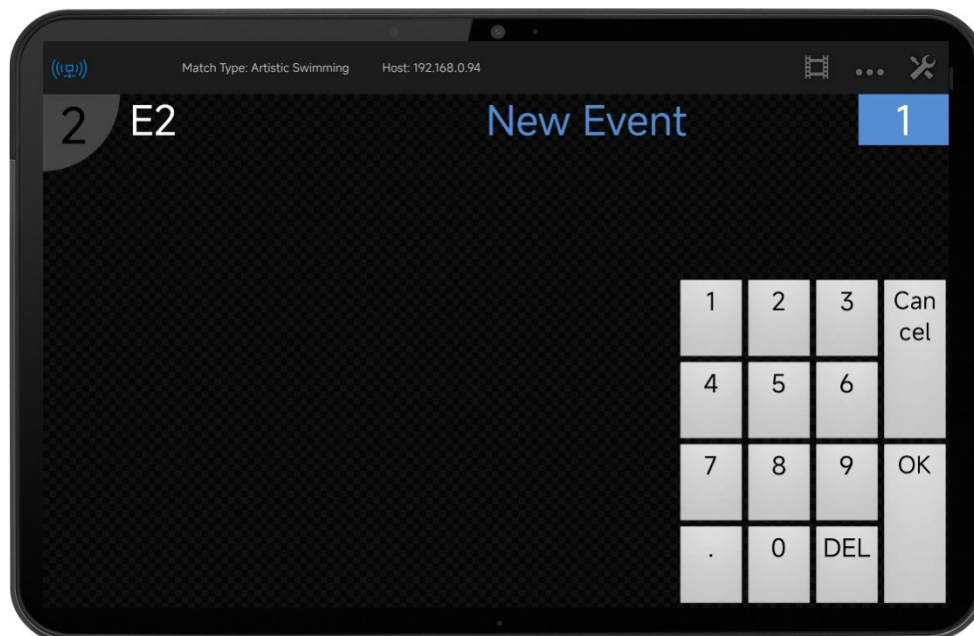 Match Type: Artistic Swimming Host: 192.168.0.94
2 E2 New Event 1
1 2 3 Can
cel
4 5 6
7 8 9 OK
. 0 DEL